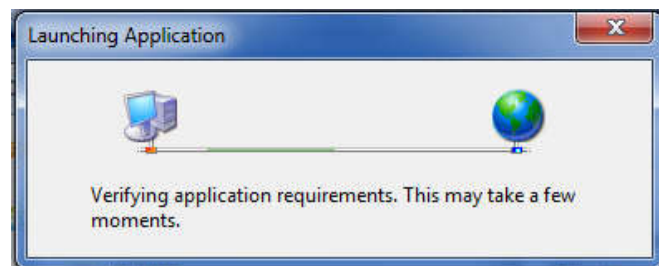 Launching Application
Verifying application requirements. This may take a few
moments.